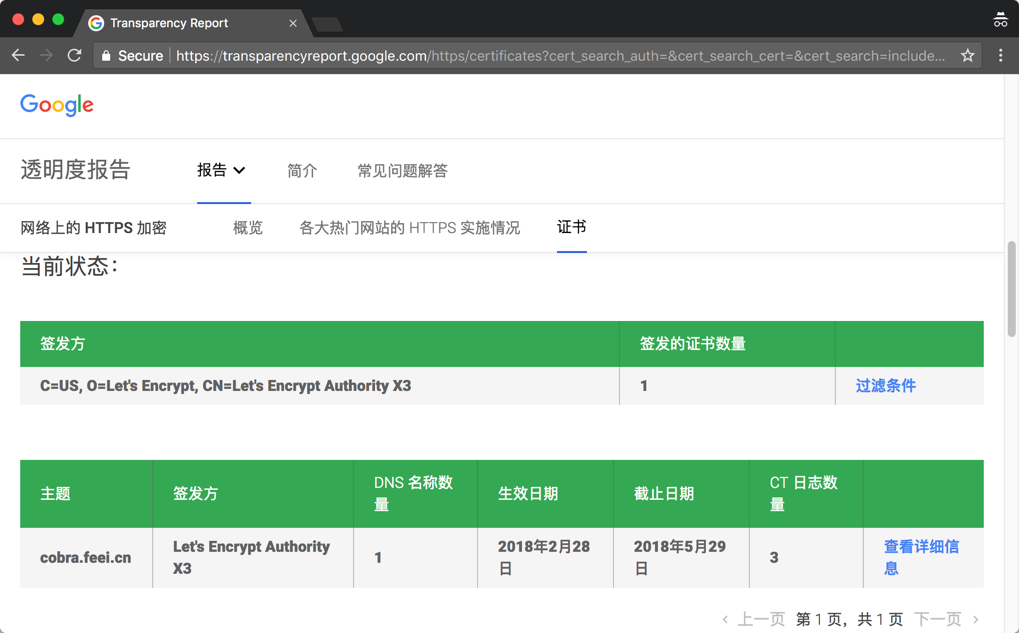 Transparency Report
Secure https://transparencyreport.google.com/https/certificates?cert_search_auth=&cert_search_cert=&cert_search=include...
Google
透明度报告 报告 简介 常见问题解答
网络上的 HTTPS 加密 概览 各大热门网站的 HTTPS 实施情况 证书
当前状态：
签发方 签发的证书数量
C=US, O=Let's Encrypt, CN=Let's Encrypt Authority X3 1 过滤条件
主题 签发方 DNS 名称数量 生效日期 截止日期 CT 日志数量
cobra.feei.cn Let's Encrypt Authority X3 1 2018年2月28日 2018年5月29日 3 查看详细信息
‹ 上一页 第 1 页，共 1 页 下一页 ›